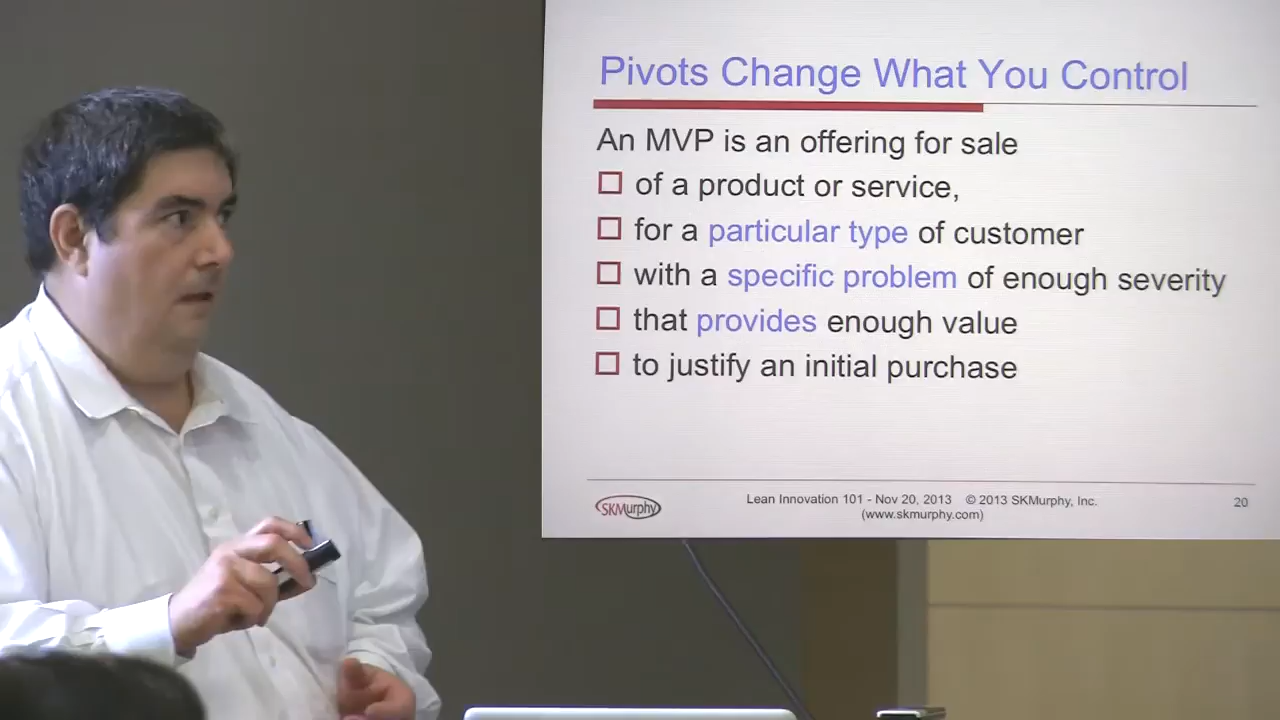 Pivots Change What You Control
An MVP is an offering for sale
of a product or service,
for a particular type of customer
with a specific problem of enough severity
that provides enough value
to justify an initial purchase
SKMurphy
Lean Innovation 101 - Nov 20, 2013 © 2013 SKMurphy, Inc.
(www.skmurphy.com)
20